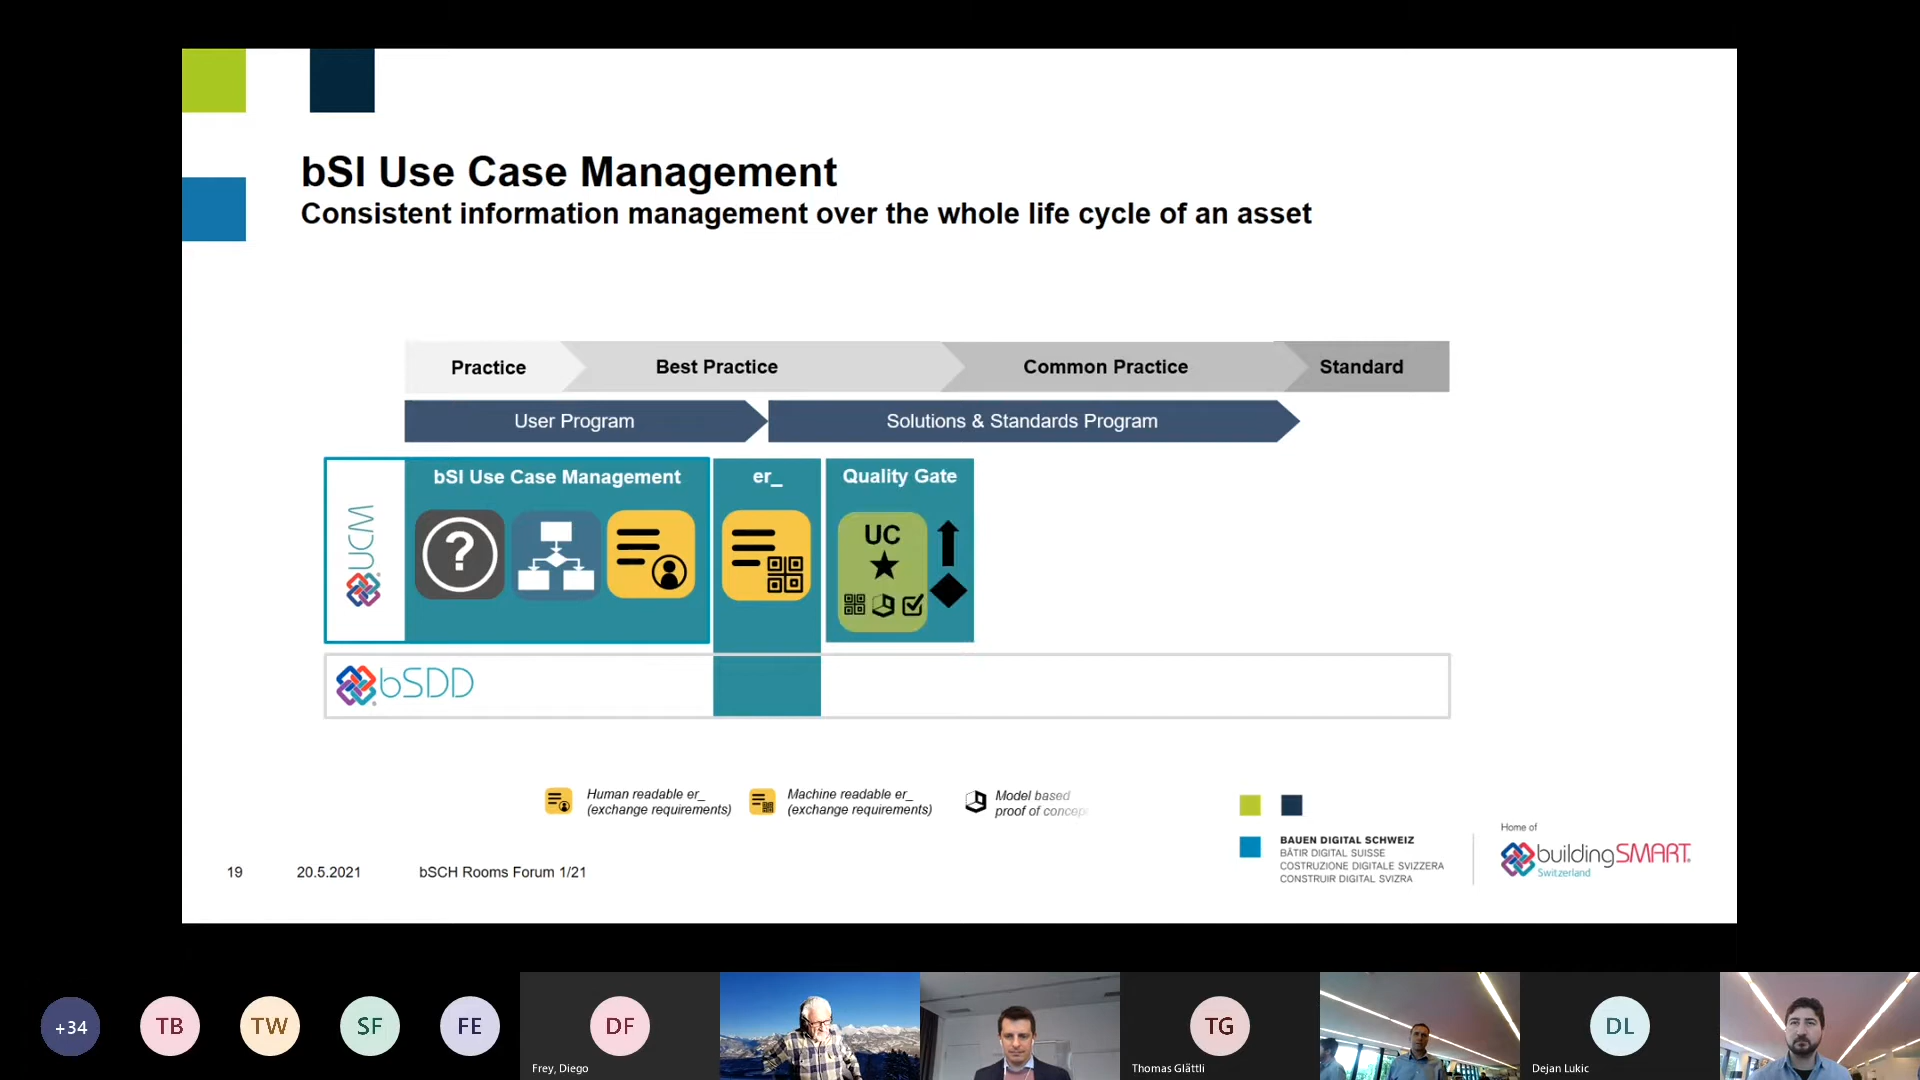 bSI Use Case Management
Consistent information management over the whole life cycle of an asset
Practice
Best Practice
Common Practice
Standard
User Program
Solutions & Standards Program
UCM
bSI Use Case Management
er_
Quality Gate
?
UC
bSDD
Human readable er_
(exchange requirements)
Machine readable er_
(exchange requirements)
Model based
proof of concep
BAUEN DIGITAL SCHWEIZ
BÂTIR DIGITAL SUISSE
COSTRUZIONE DIGITALE SVIZZERA
CONSTRUIR DIGITAL SVIZRA
Home of
buildingSMART®
Switzerland
19
20.5.2021
bSCH Rooms Forum 1/21
+34
TB
TW
SF
FE
DF
Frey, Diego
TG
Thomas Glättli
DL
Dejan Lukic